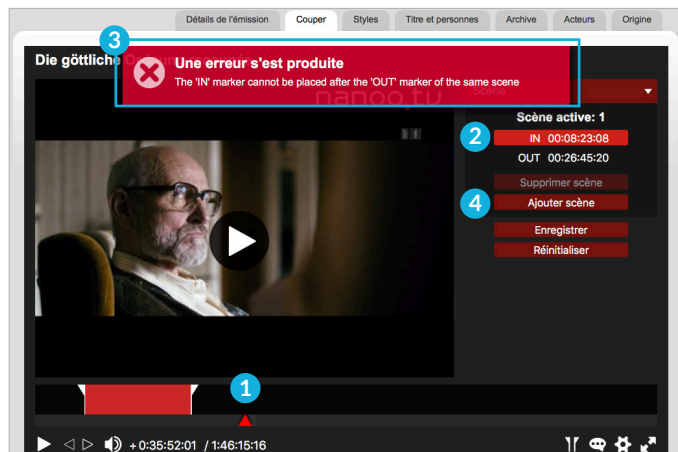 Détails de l'émission Couper Styles Titre et personnes Archive Acteurs Origine
3
Die göttliche
Une erreur s'est produite
The 'IN' marker cannot be placed after the 'OUT' marker of the same scene
nanoo.tv
Scène
Scène active: 1
2 IN 00:08:23:08
OUT 00:26:45:20
Supprimer scène
4 Ajouter scène
Enregistrer
Réinitialiser
1
+ 0:35:52:01 / 1:46:15:16